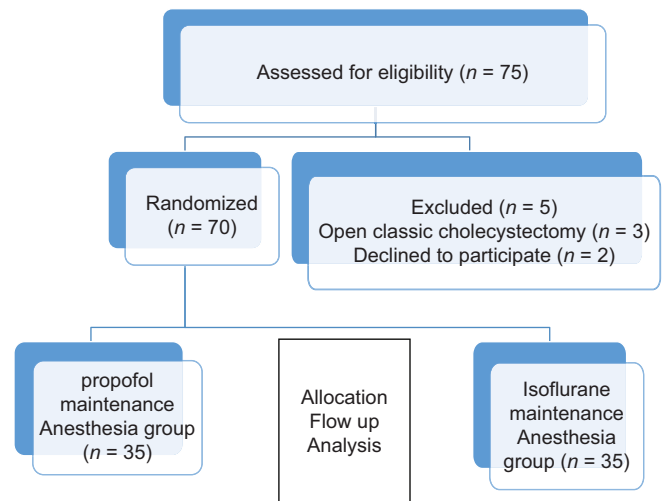 Assessed for eligibility (n = 75)
Randomized
(n = 70)
Excluded (n = 5)
Open classic cholecystectomy (n = 3)
Declined to participate (n = 2)
propofol
maintenance
Anesthesia group
(n = 35)
Allocation
Flow up
Analysis
Isoflurane
maintenance
Anesthesia
group (n = 35)